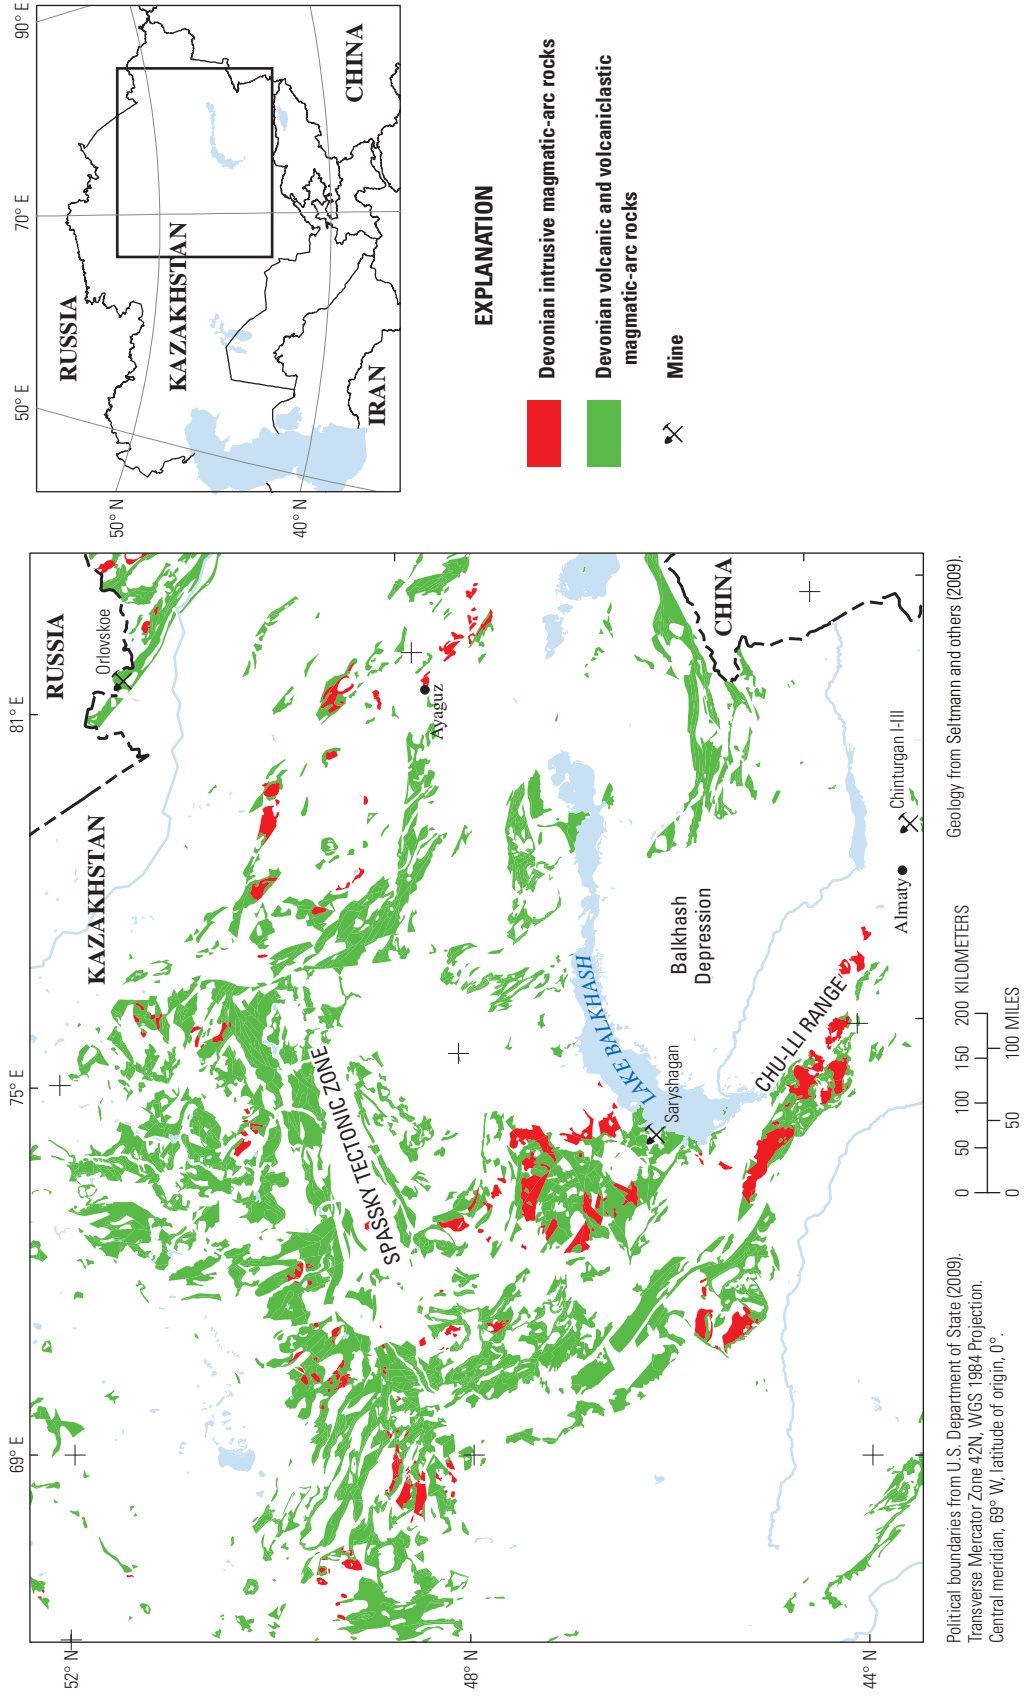 69° E
75° E
81° E
52° N
48° N
44° N
RUSSIA
Orlovskoe
KAZAKHSTAN
Ayaguz
SPASSKY TECTONIC ZONE
LAKE BALKHASH
Saryshagan
Balkhash
Depression
CHINA
CHU-LLI RANGE
Almaty
Chinturgan I-III
Political boundaries from U.S. Department of State (2009).
Transverse Mercator Zone 42N, WGS 1984 Projection.
Central meridian, 69° W, latitude of origin, 0°.
0 50 100 150 200 KILOMETERS
0 50 100 MILES
Geology from Seltmann and others (2009).
50° E
70° E
90° E
50° N
40° N
RUSSIA
KAZAKHSTAN
IRAN
CHINA
EXPLANATION
Devonian intrusive magmatic-arc rocks
Devonian volcanic and volcaniclastic
magmatic-arc rocks
Mine